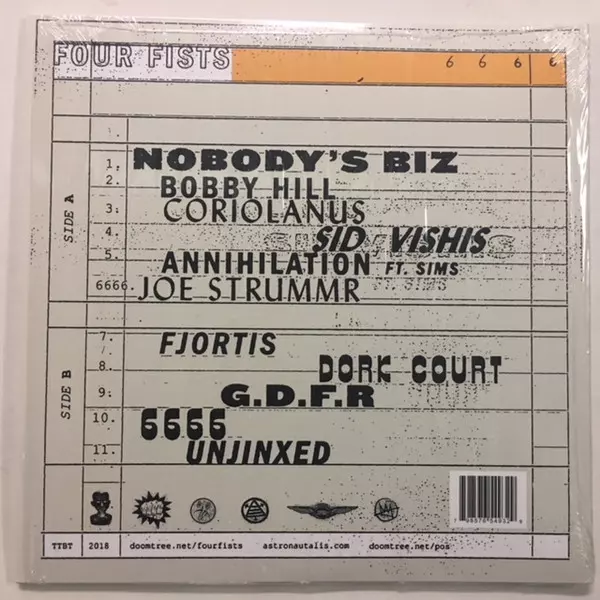 FOUR FISTS
6 6 6 6
SIDE A
1. NOBODY'S BIZ
2. BOBBY HILL
3. CORIOLANUS
4. SID VISHIS
5. ANNIHILATION FT. SIMS
6666. JOE STRUMMR
FT. SIMS
SIDE B
7. FJORTIS
8. DORK COURT
9. G.D.F.R
10. 6666
11. UNJINXED
TTBT 2018 doomtree.net/fourfists astronautalis.com doomtree.net/pos